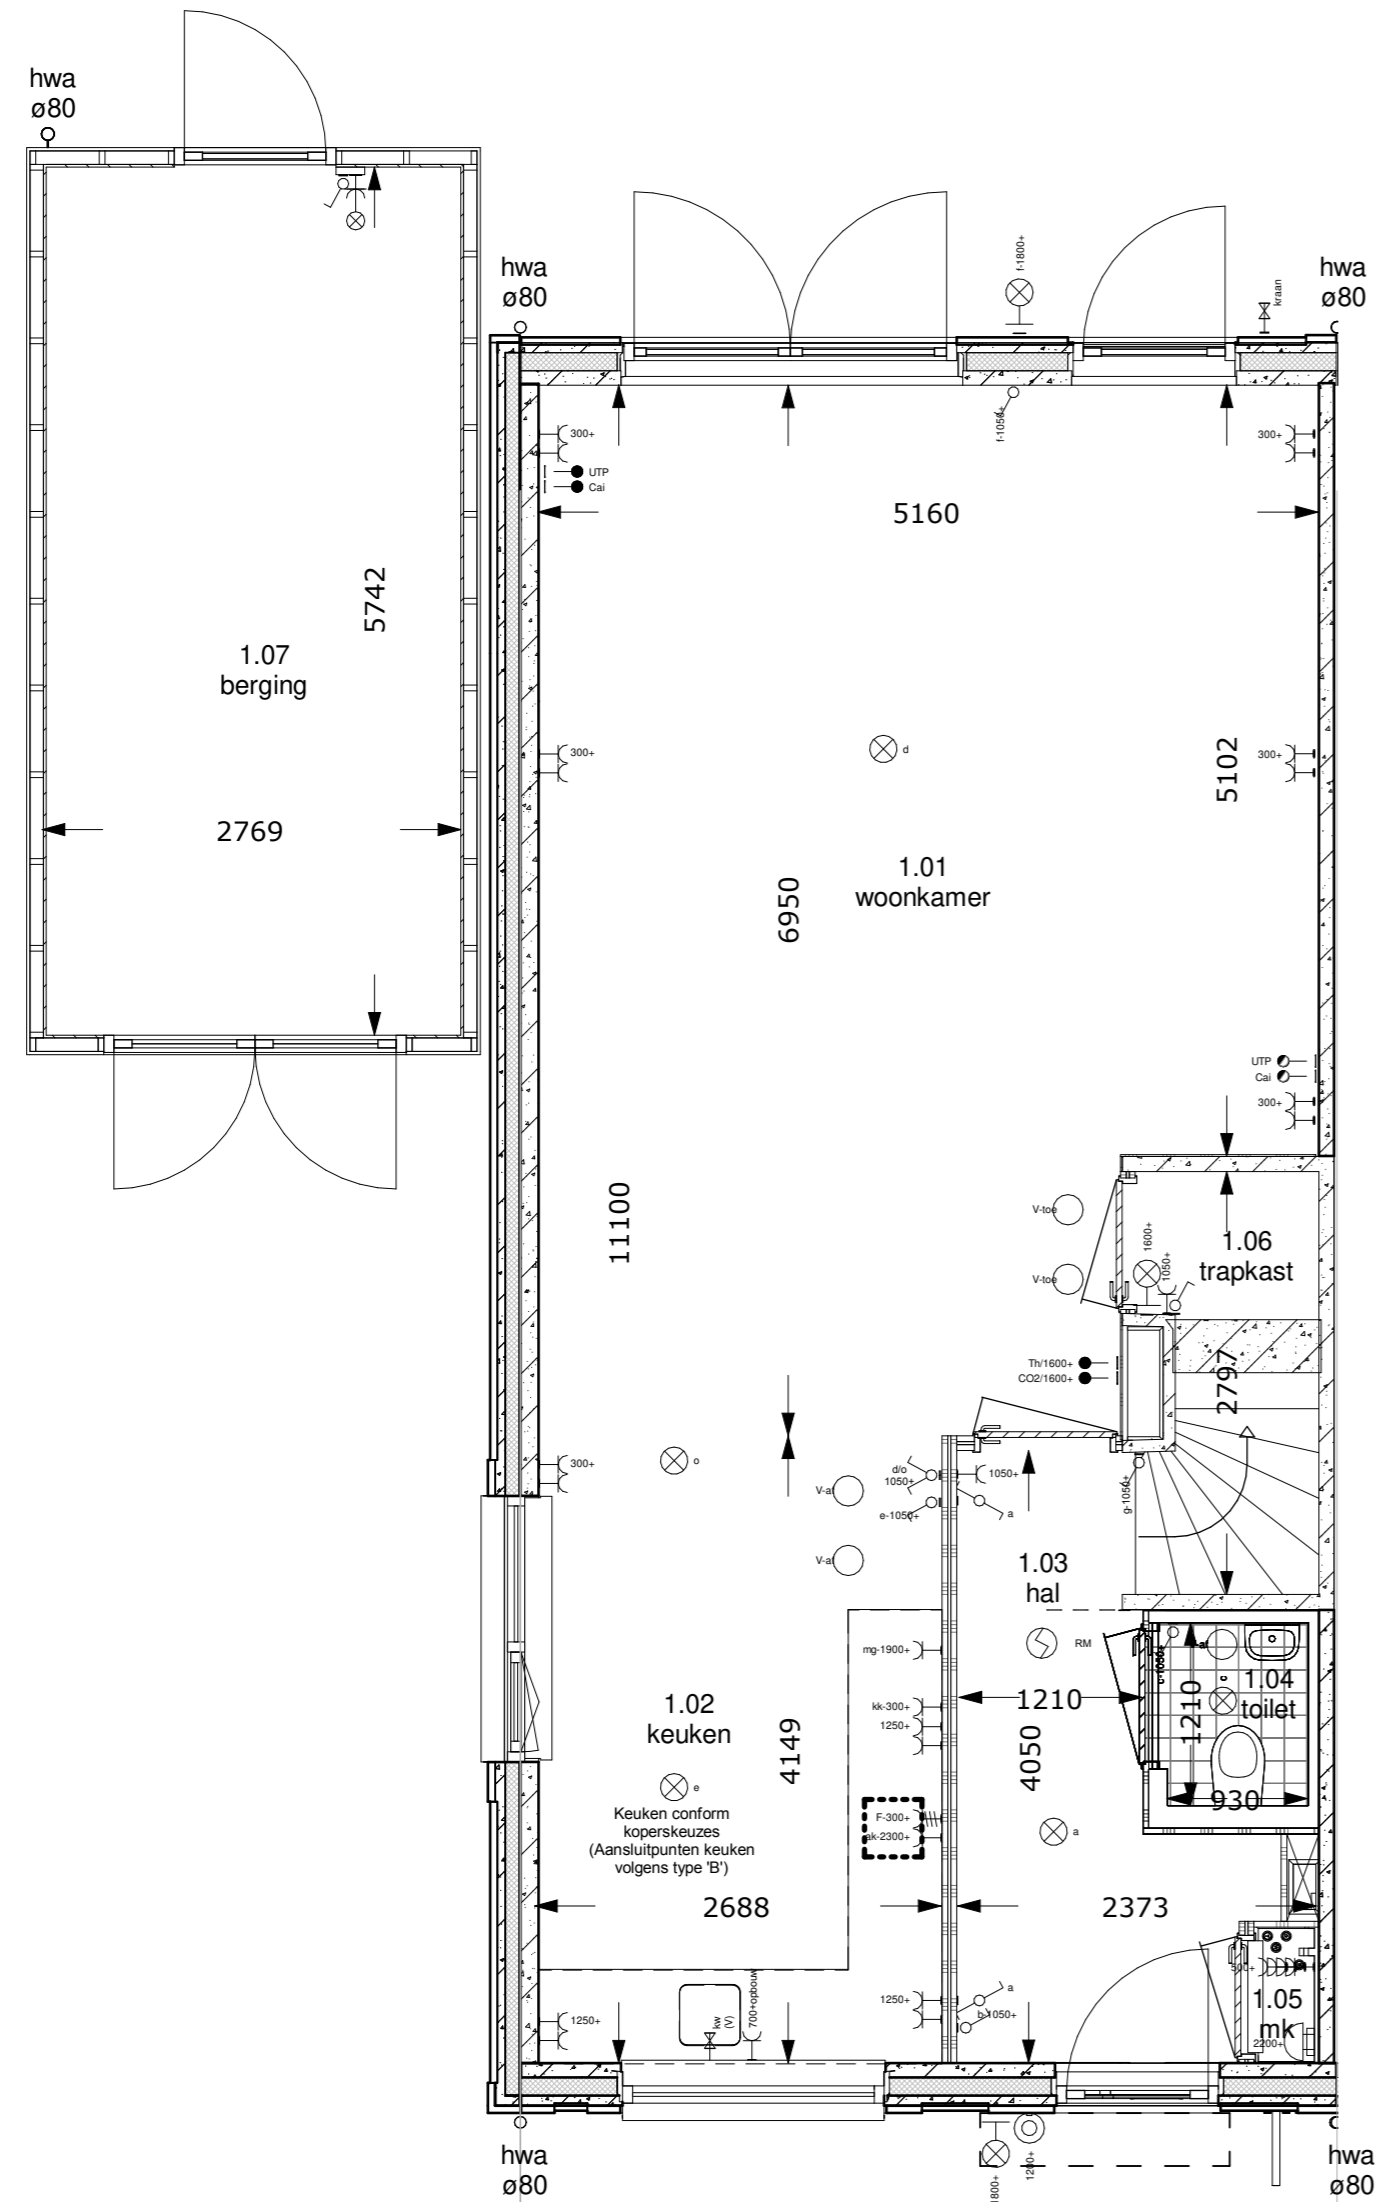 hwa
ø80
hwa
ø80
hwa
ø80
f-1800+
kraan
f-1050+
300+
UTP
Cai
300+
5160
5742
1.07
berging
2769
300+
d
5102
300+
1.01
woonkamer
6950
UTP
Cai
300+
11100
V-toe
V-toe
1600+
1050+
1.06
trapkast
Th/1600+
CO2/1600+
2797
300+
o
V-af
V-af
d/o
1050+
e-1050+
1050+
a
g-1050+
1.03
hal
RM
mg-1900+
kk-300+
1250+
1210
c-1050+
c
1210
1.04
toilet
930
1.02
keuken
4149
4050
e
Keuken conform
koperskeuzes
(Aansluitpunten keuken
volgens type 'B')
F-300+
ak-2300+
a
2688
2373
1250+
kw
(V)
700+opbouw
1250+
a
b-1050+
500+
1.05
mk
2200+
hwa
ø80
1800+
1200+
hwa
ø80